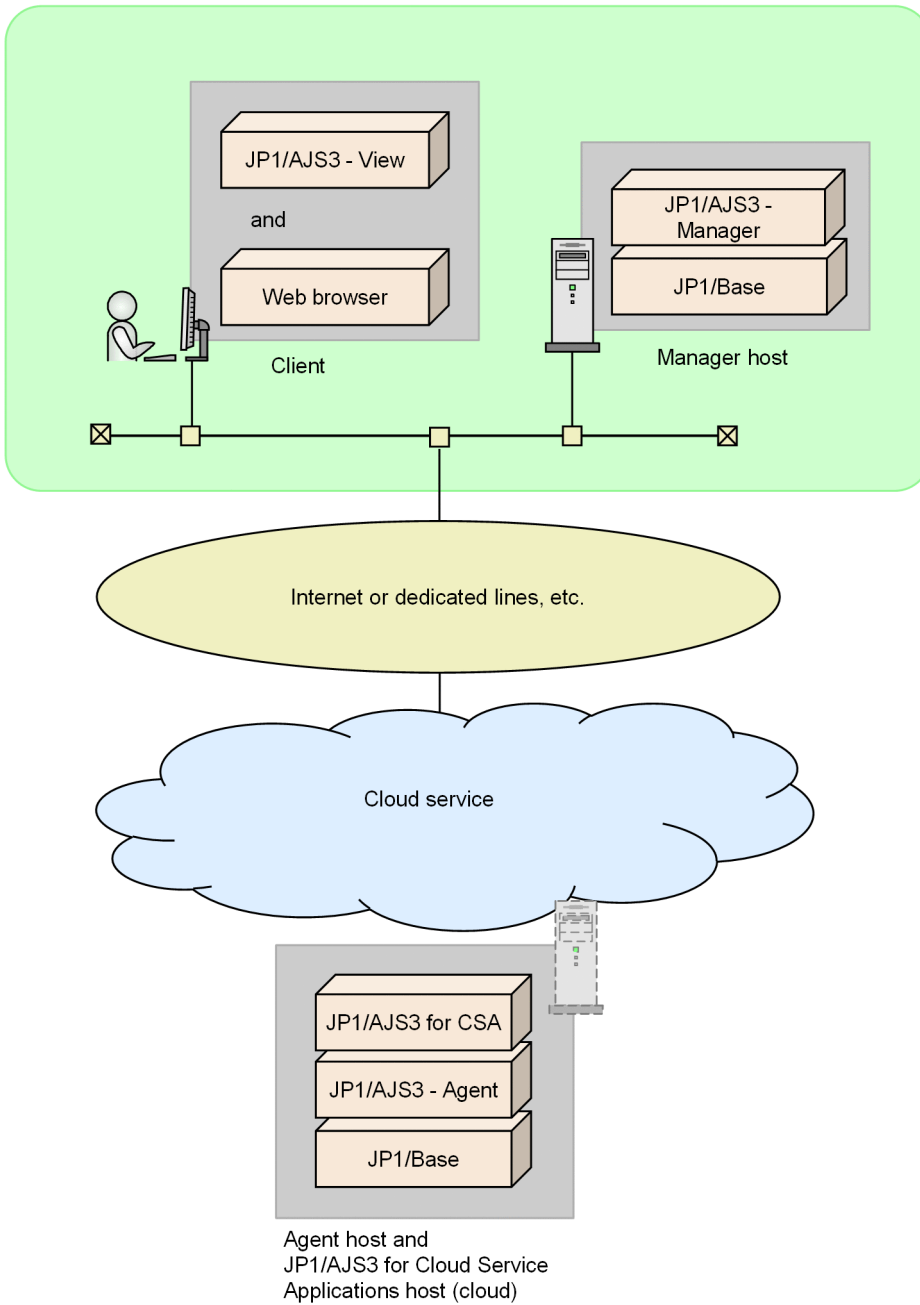 JP1/AJS3 - View
and
Web browser
Client
JP1/AJS3 -
Manager
JP1/Base
Manager host
Internet or dedicated lines, etc.
Cloud service
JP1/AJS3 for CSA
JP1/AJS3 - Agent
JP1/Base
Agent host and
JP1/AJS3 for Cloud Service
Applications host (cloud)